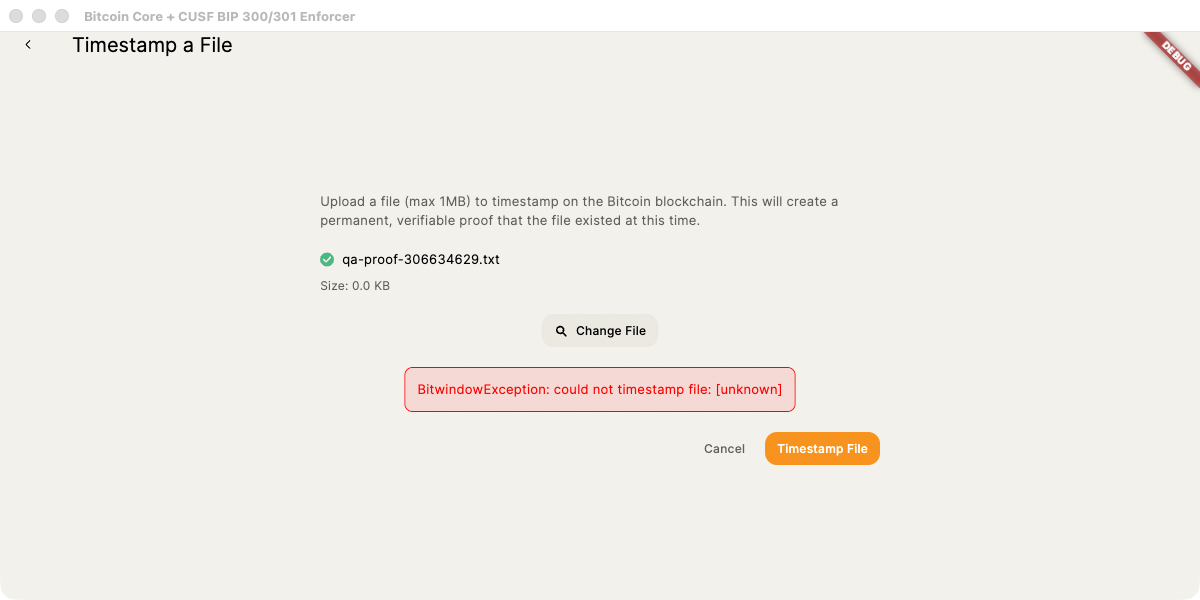 Bitcoin Core + CUSF BIP 300/301 Enforcer
Timestamp a File
DEBUG
Upload a file (max 1MB) to timestamp on the Bitcoin blockchain. This will create a
permanent, verifiable proof that the file existed at this time.
qa-proof-306634629.txt
Size: 0.0 KB
Change File
BitwindowException: could not timestamp file: [unknown]
Cancel
Timestamp File